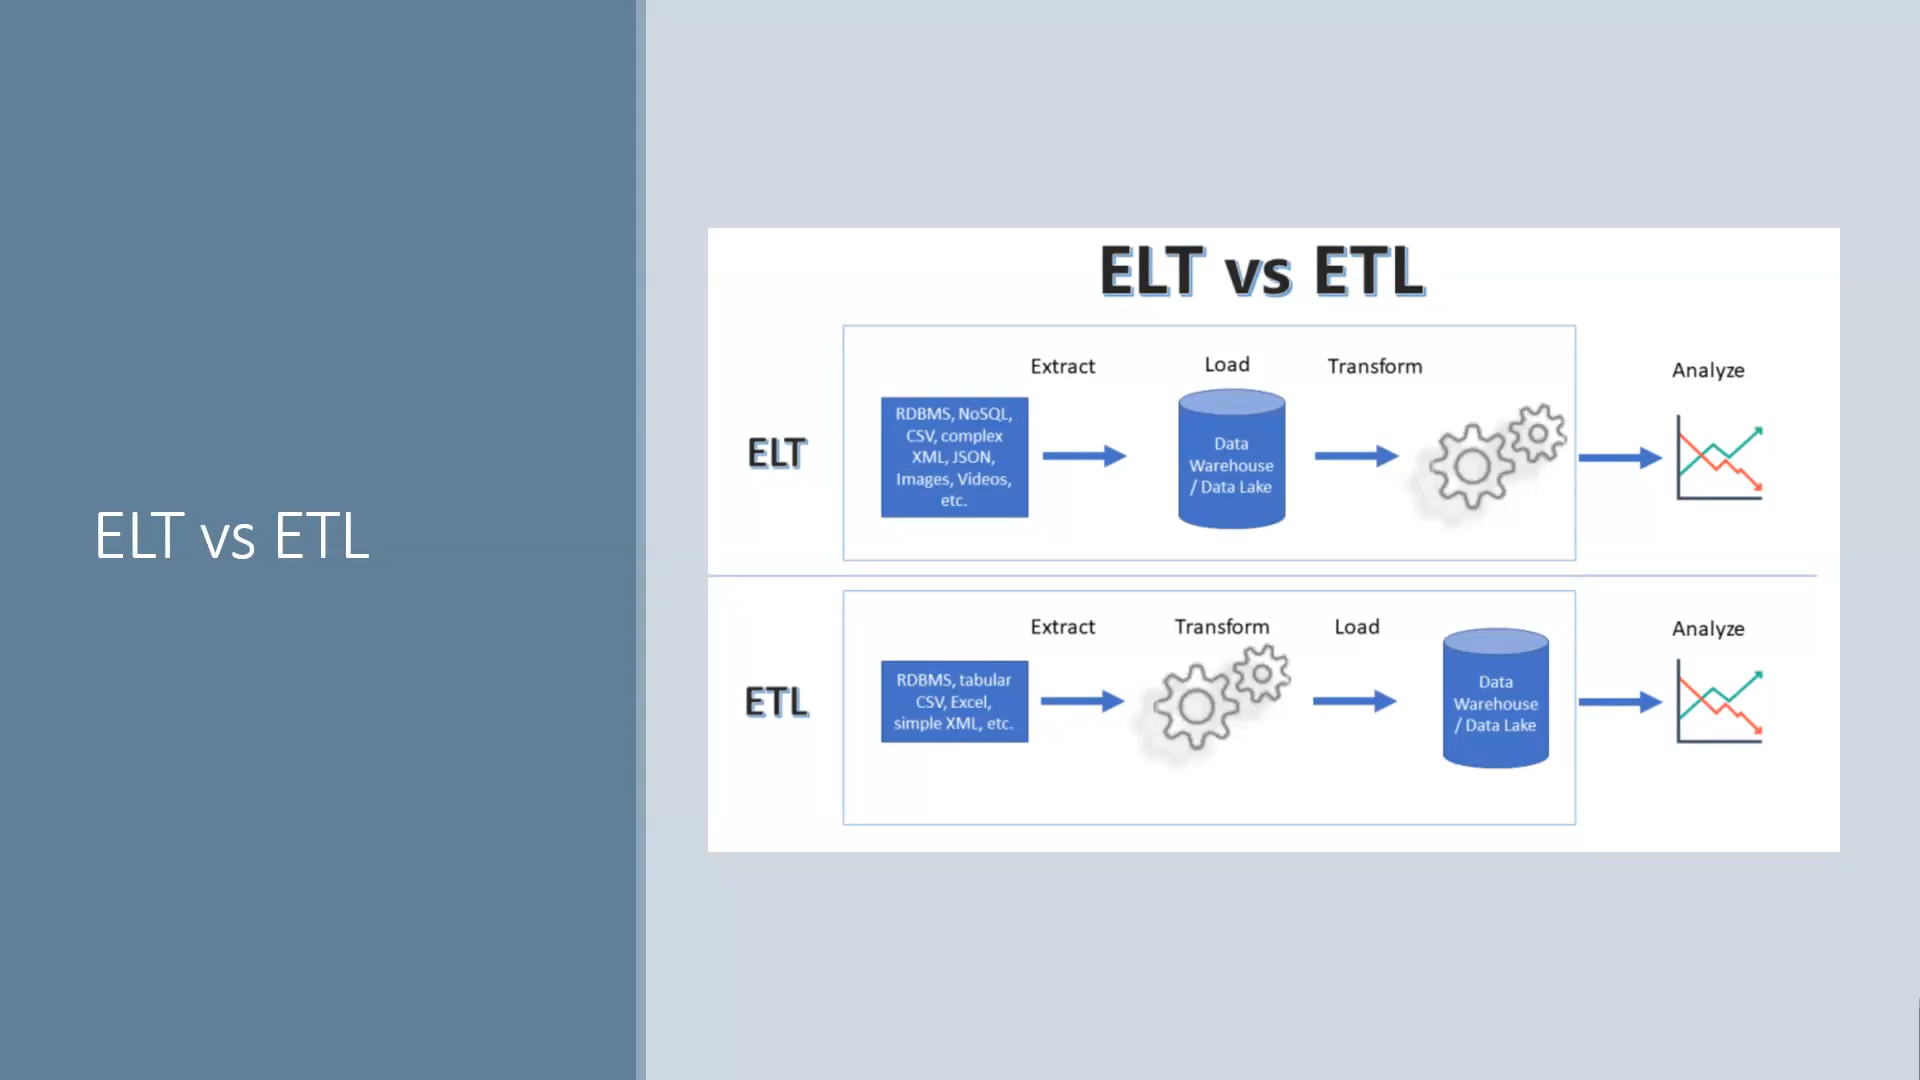 ELT vs ETL
ELT vs ETL
Extract
Load
Transform
Analyze
ELT
RDBMS, NoSQL,
CSV, complex
XML, JSON,
Images, Videos,
etc.
Data
Warehouse
/ Data Lake
Extract
Transform
Load
Analyze
ETL
RDBMS, tabular
CSV, Excel,
simple XML, etc.
Data
Warehouse
/ Data Lake